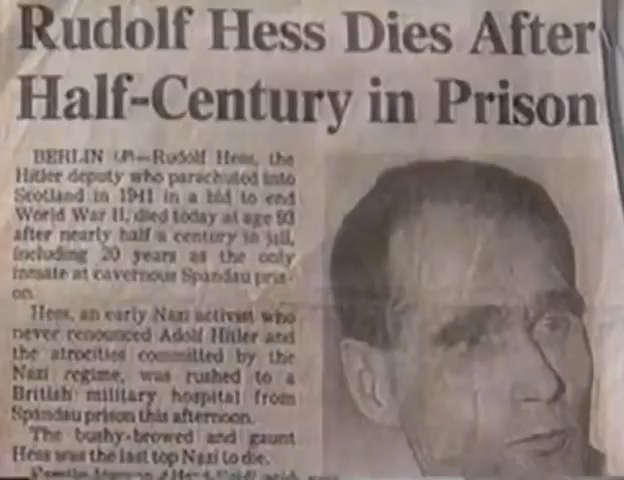 Rudolf Hess Dies After
Half-Century in Prison
BERLIN (AP)—Rudolf Hess, the
Hitler deputy who parachuted into
Scotland in 1941 in a bid to end
World War II, died today at age 93
after nearly half a century in jail,
including 20 years as the only
inmate at cavernous Spandau pris-
on.
Hess, an early Nazi activist who
never renounced Adolf Hitler and
the atrocities committed by the
Nazi regime, was rushed to a
British military hospital from
Spandau prison this afternoon.
The bushy-browed and gaunt
Hess was the last top Nazi to die.